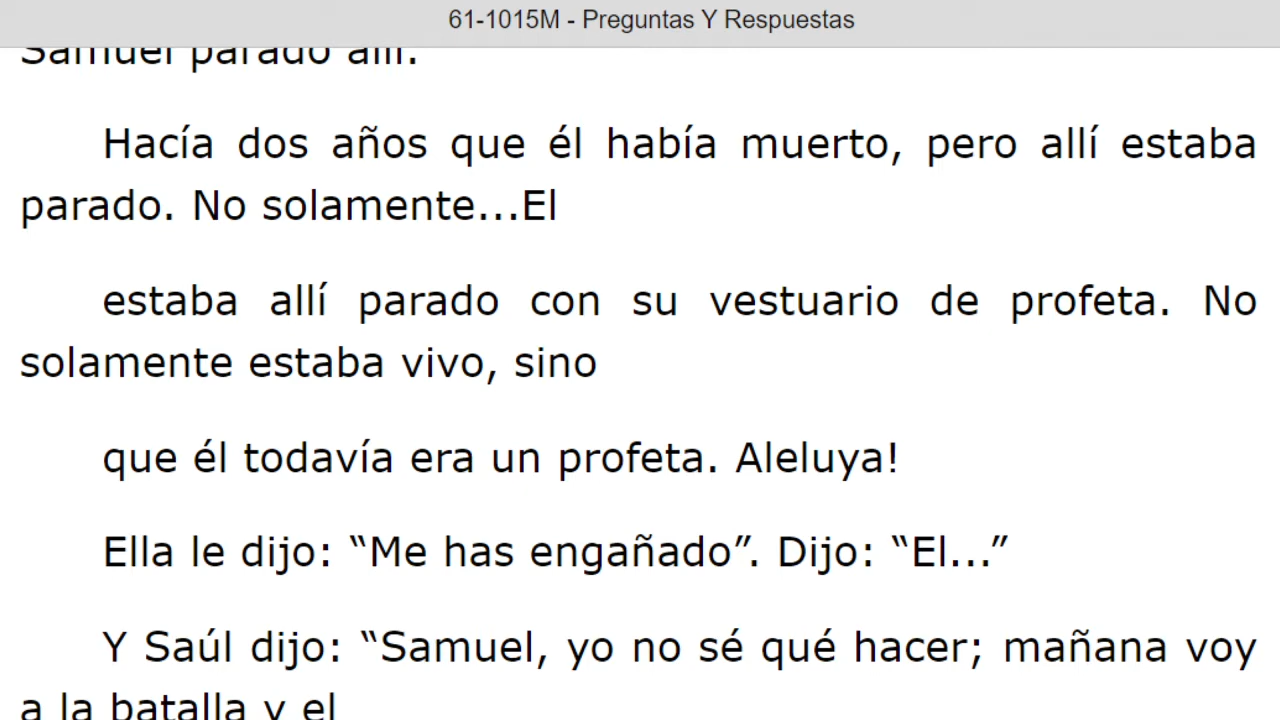 61-1015M - Preguntas Y Respuestas
Samuel parado allí.
Hacía dos años que él había muerto, pero allí estaba
parado. No solamente...El
estaba allí parado con su vestuario de profeta. No
solamente estaba vivo, sino
que él todavía era un profeta. Aleluya!
Ella le dijo: “Me has engañado”. Dijo: “El...”
Y Saúl dijo: “Samuel, yo no sé qué hacer; mañana voy
a la batalla y el